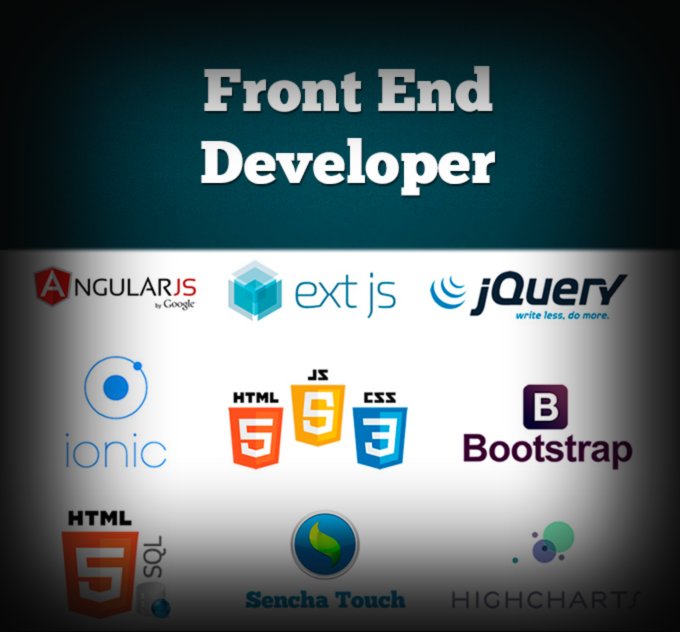 Front End
Developer
ANGULARJS
by Google
ext js
jQuery
write less, do more.
ionic
HTML
5
JS
5
CSS
3
B
Bootstrap
HTML
5
SQL
Sencha Touch
HIGHCHARTS